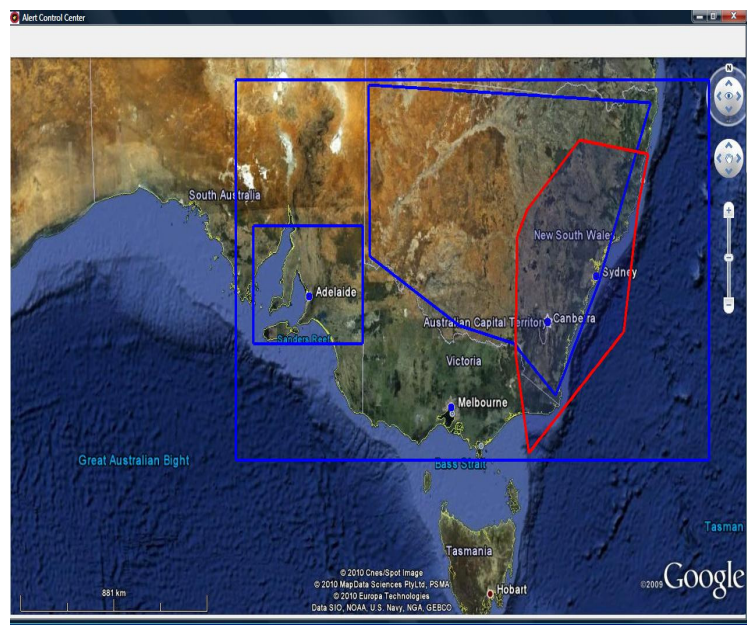 Alert Control Center
N
South Australia
New South Wales
Sydney
Adelaide
Australian Capital Territory
Canberra
Sanders Reef
Victoria
Melbourne
Great Australian Bight
Bass Strait
Tasman
Tasmania
© 2010 Cnes/Spot Image
© 2010 MapData Sciences PtyLtd, PSMA
© 2010 Europa Technologies
Data SIO, NOAA, U.S. Navy, NGA, GEBCO
Hobart
©2009 Google
881 km